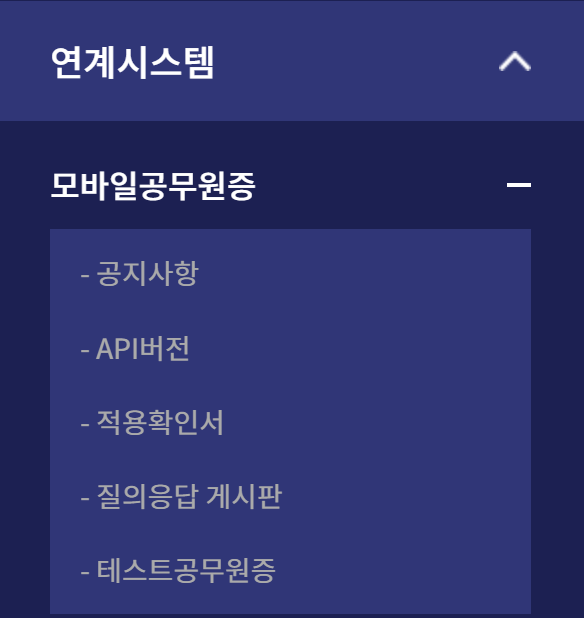 연계시스템
모바일공무원증
- 공지사항
- API버전
- 적용확인서
- 질의응답 게시판
- 테스트공무원증